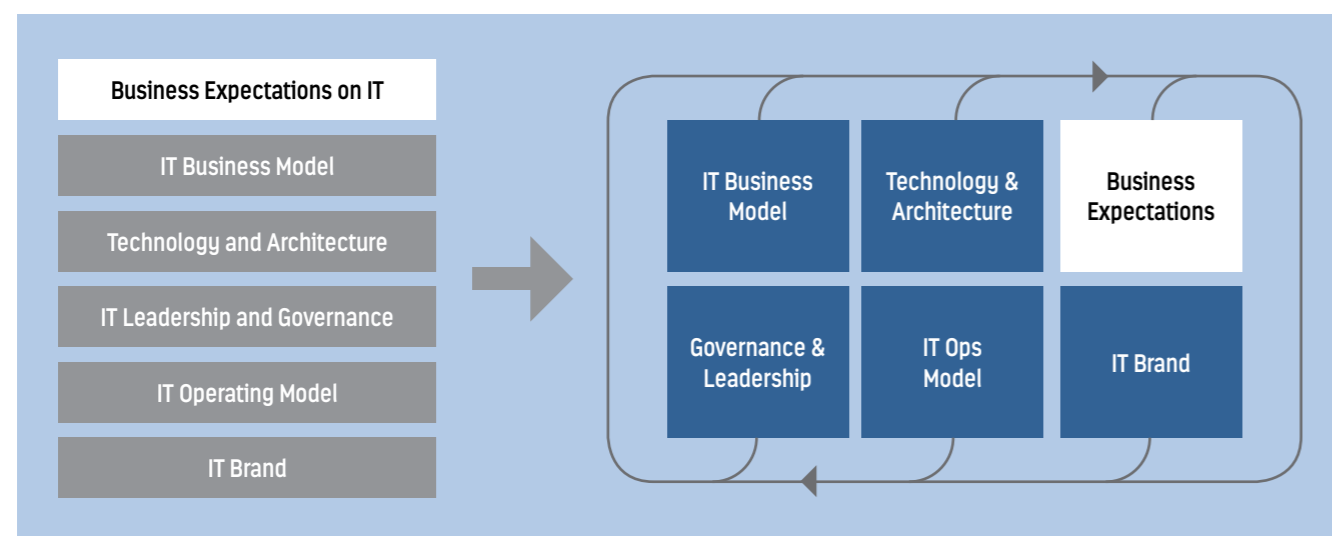 Business Expectations on IT
IT Business Model
Technology and Architecture
IT Leadership and Governance
IT Operating Model
IT Brand
IT Business
Model
Technology &
Architecture
Business
Expectations
Governance &
Leadership
IT Ops
Model
IT Brand